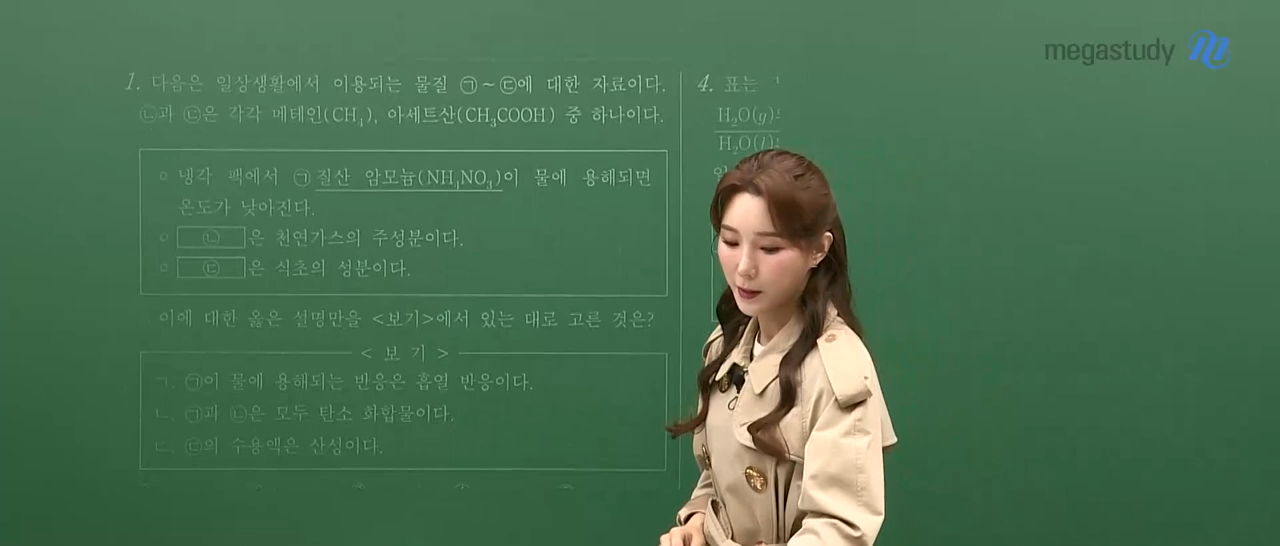 megastudy
1. 다음은 일상생활에서 이용되는 물질 ㉠~㉢에 대한 자료이다.
㉡과 ㉢은 각각 메테인(CH₄), 아세트산(CH₃COOH) 중 하나이다.
○ 냉각 팩에서 ㉠ 질산 암모늄(NH₄NO₃)이 물에 용해되면
온도가 낮아진다.
○ ㉡ 은 천연가스의 주성분이다.
○ ㉢ 은 식초의 성분이다.
이에 대한 옳은 설명만을 <보기>에서 있는 대로 고른 것은?
< 보 기 >
ㄱ. ㉠이 물에 용해되는 반응은 흡열 반응이다.
ㄴ. ㉠과 ㉡은 모두 탄소 화합물이다.
ㄷ. ㉢의 수용액은 산성이다.
4. 표는
H₂O(g)
H₂O(l)